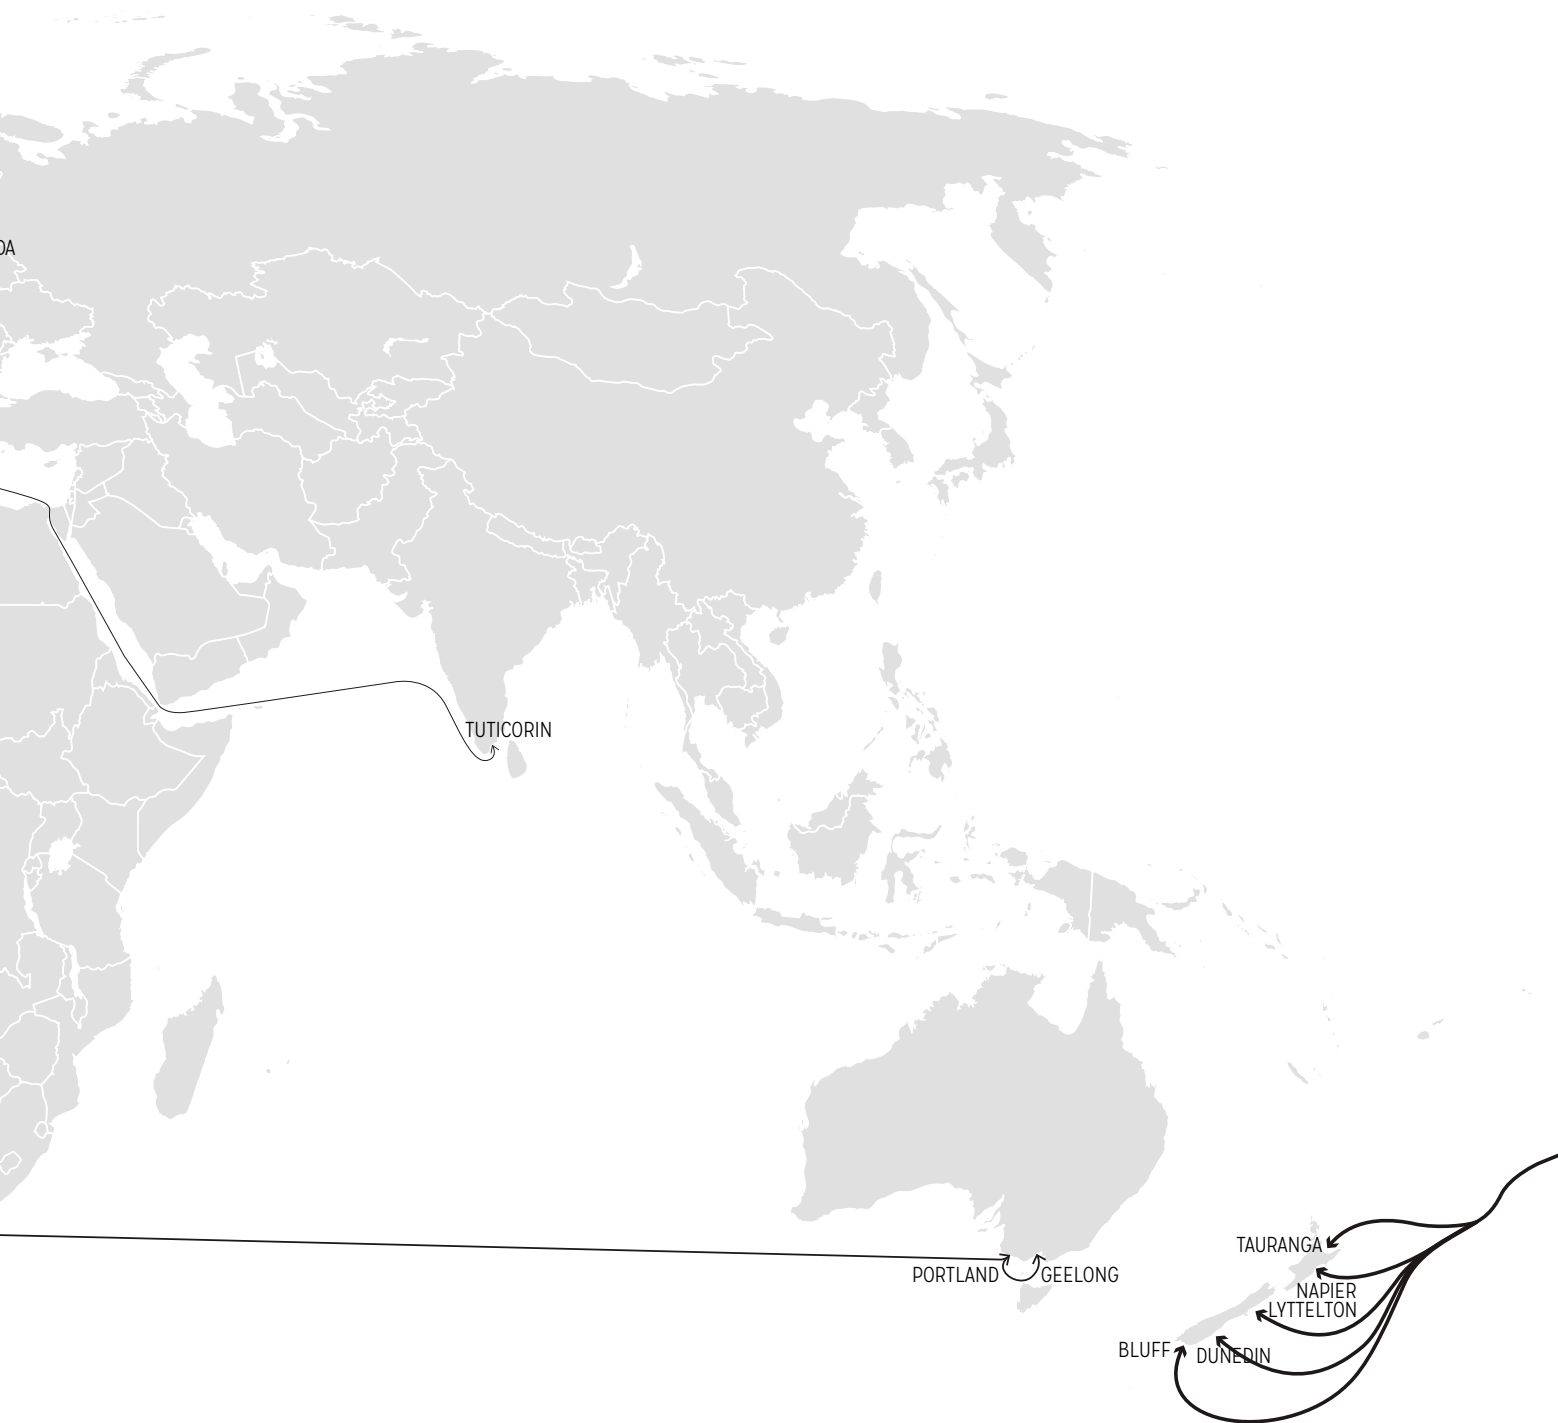 DA
TUTICORIN
TAURANGA
PORTLAND
GEELONG
NAPIER
LYTTELTON
BLUFF
DUNEDIN